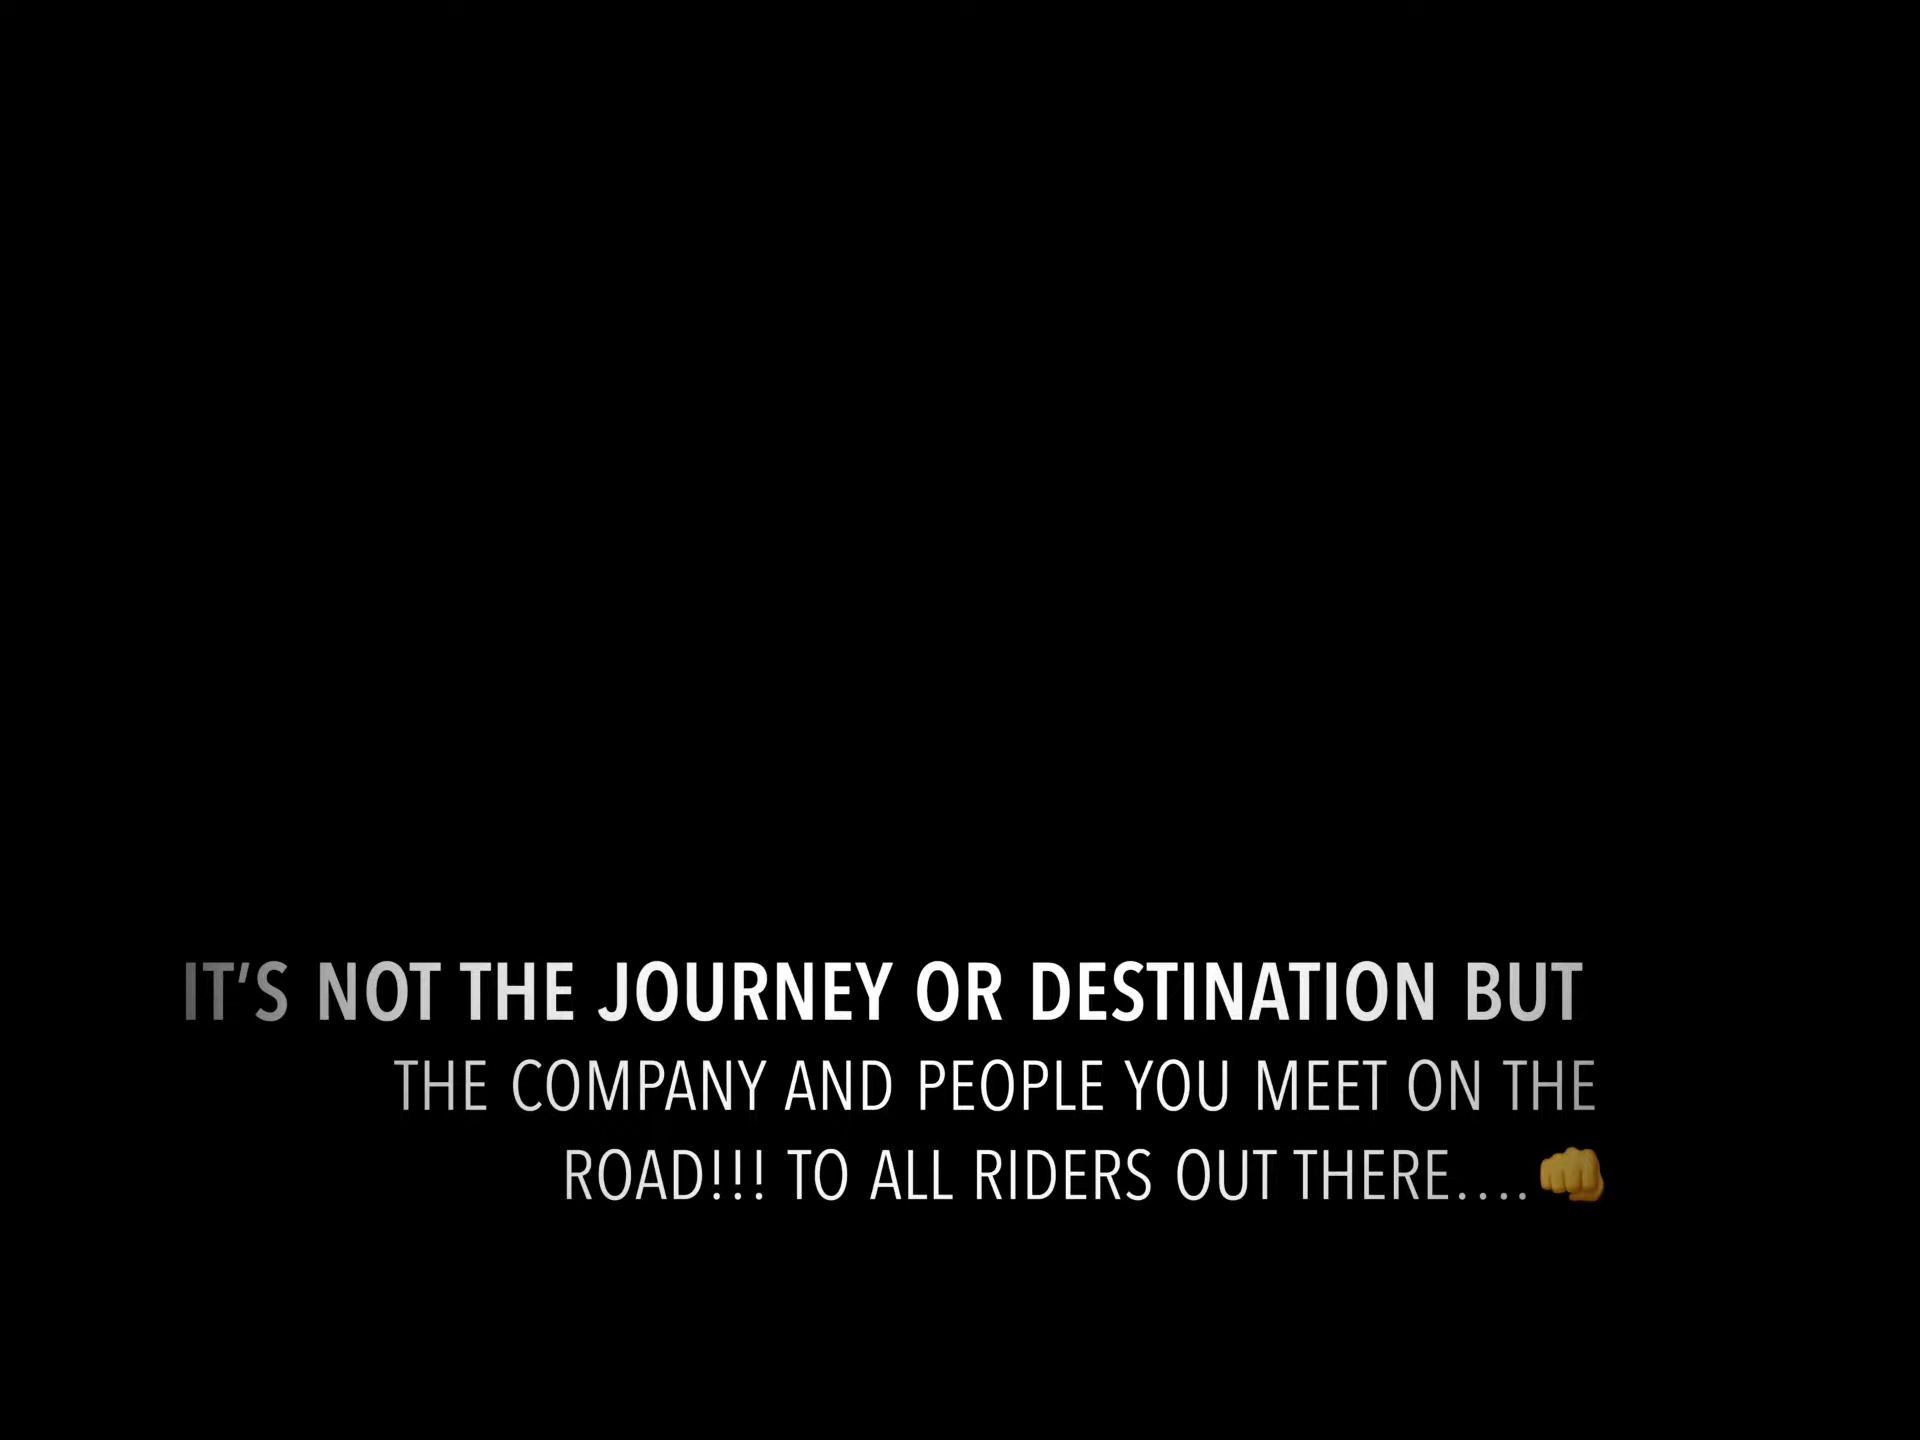 IT’S NOT THE JOURNEY OR DESTINATION BUT
THE COMPANY AND PEOPLE YOU MEET ON THE
ROAD!!! TO ALL RIDERS OUT THERE....👊